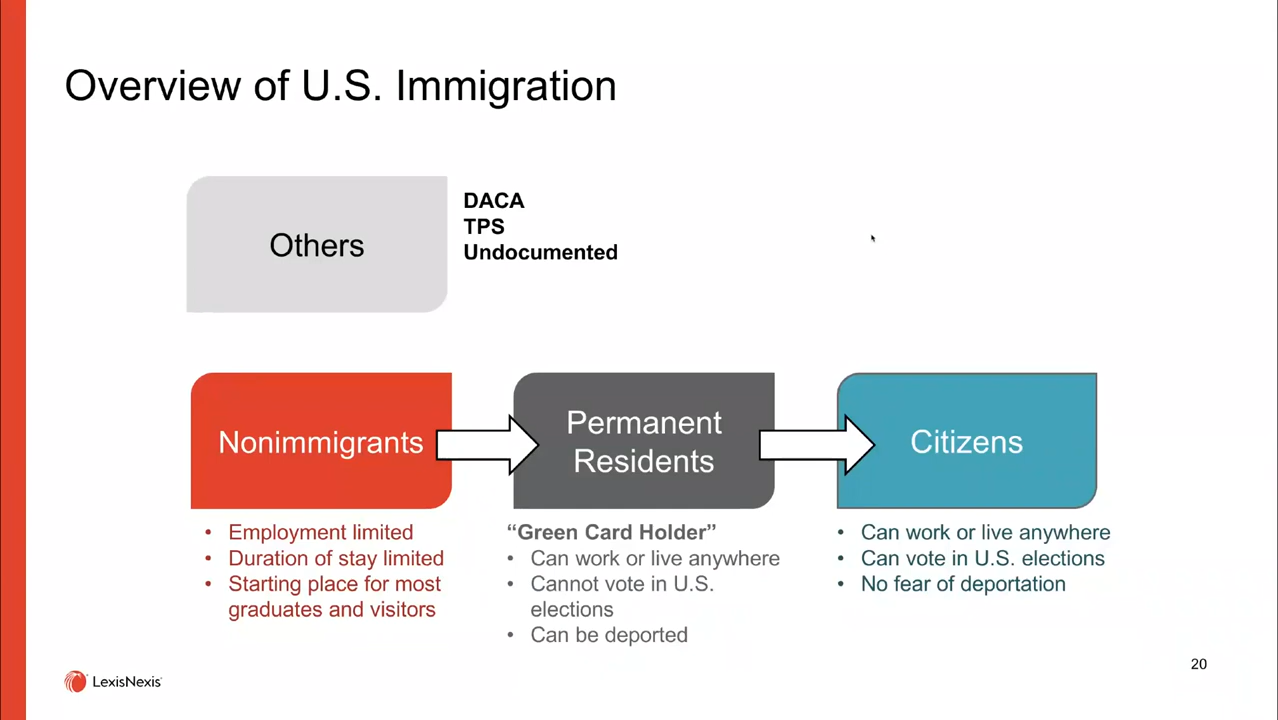 Overview of U.S. Immigration
Others
DACA
TPS
Undocumented
Nonimmigrants
• Employment limited
• Duration of stay limited
• Starting place for most
graduates and visitors
Permanent
Residents
“Green Card Holder”
• Can work or live anywhere
• Cannot vote in U.S.
elections
• Can be deported
Citizens
• Can work or live anywhere
• Can vote in U.S. elections
• No fear of deportation
LexisNexis
20